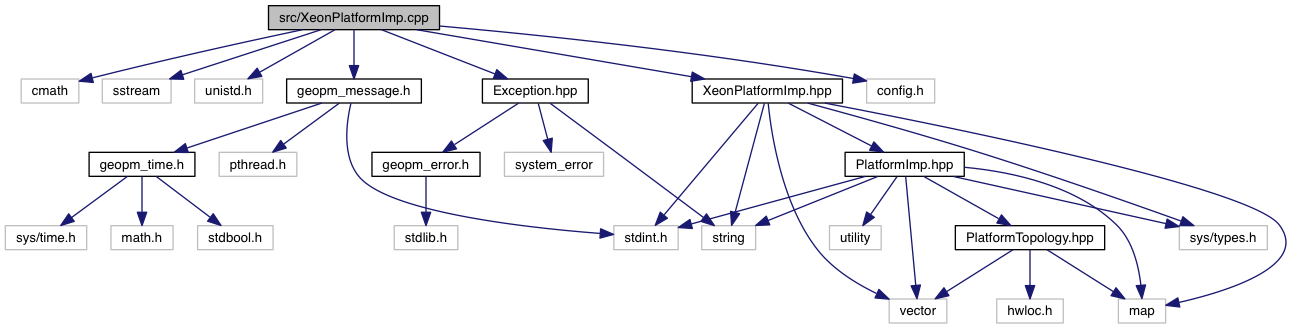 src/XeonPlatformImp.cpp
cmath
sstream
unistd.h
geopm_message.h
Exception.hpp
XeonPlatformImp.hpp
config.h
geopm_time.h
pthread.h
geopm_error.h
system_error
PlatformImp.hpp
sys/time.h
math.h
stdbool.h
stdlib.h
stdint.h
string
utility
PlatformTopology.hpp
sys/types.h
vector
hwloc.h
map